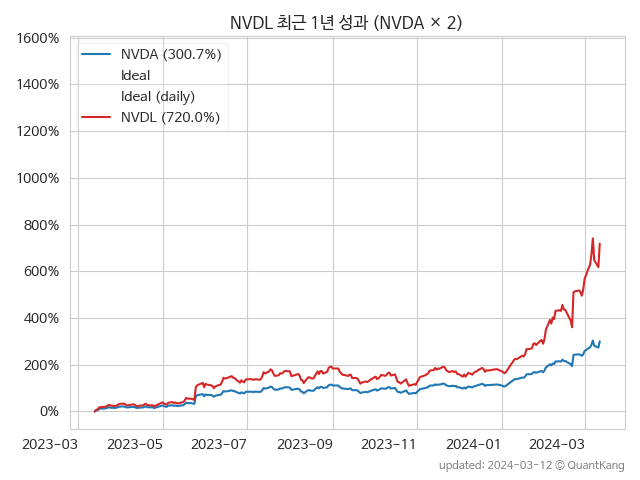 NVDL 최근 1년 성과 (NVDA × 2)
1600%
1400%
1200%
1000%
800%
600%
400%
200%
0%
NVDA (300.7%)
Ideal
Ideal (daily)
NVDL (720.0%)
2023-03 2023-05 2023-07 2023-09 2023-11 2024-01 2024-03
updated: 2024-03-12 © QuantKang